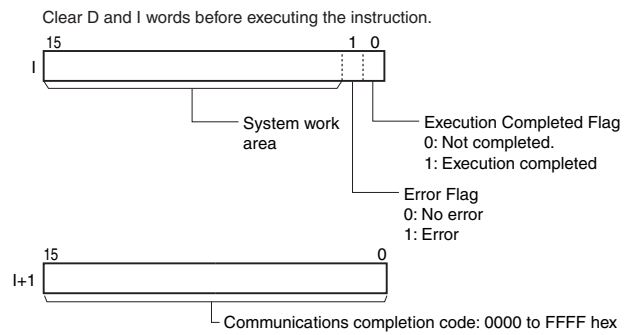 Clear D and I words before executing the instruction.
15 1 0
I
System work
area
Execution Completed Flag
0: Not completed.
1: Execution completed
Error Flag
0: No error
1: Error
15 0
I+1
Communications completion code: 0000 to FFFF hex